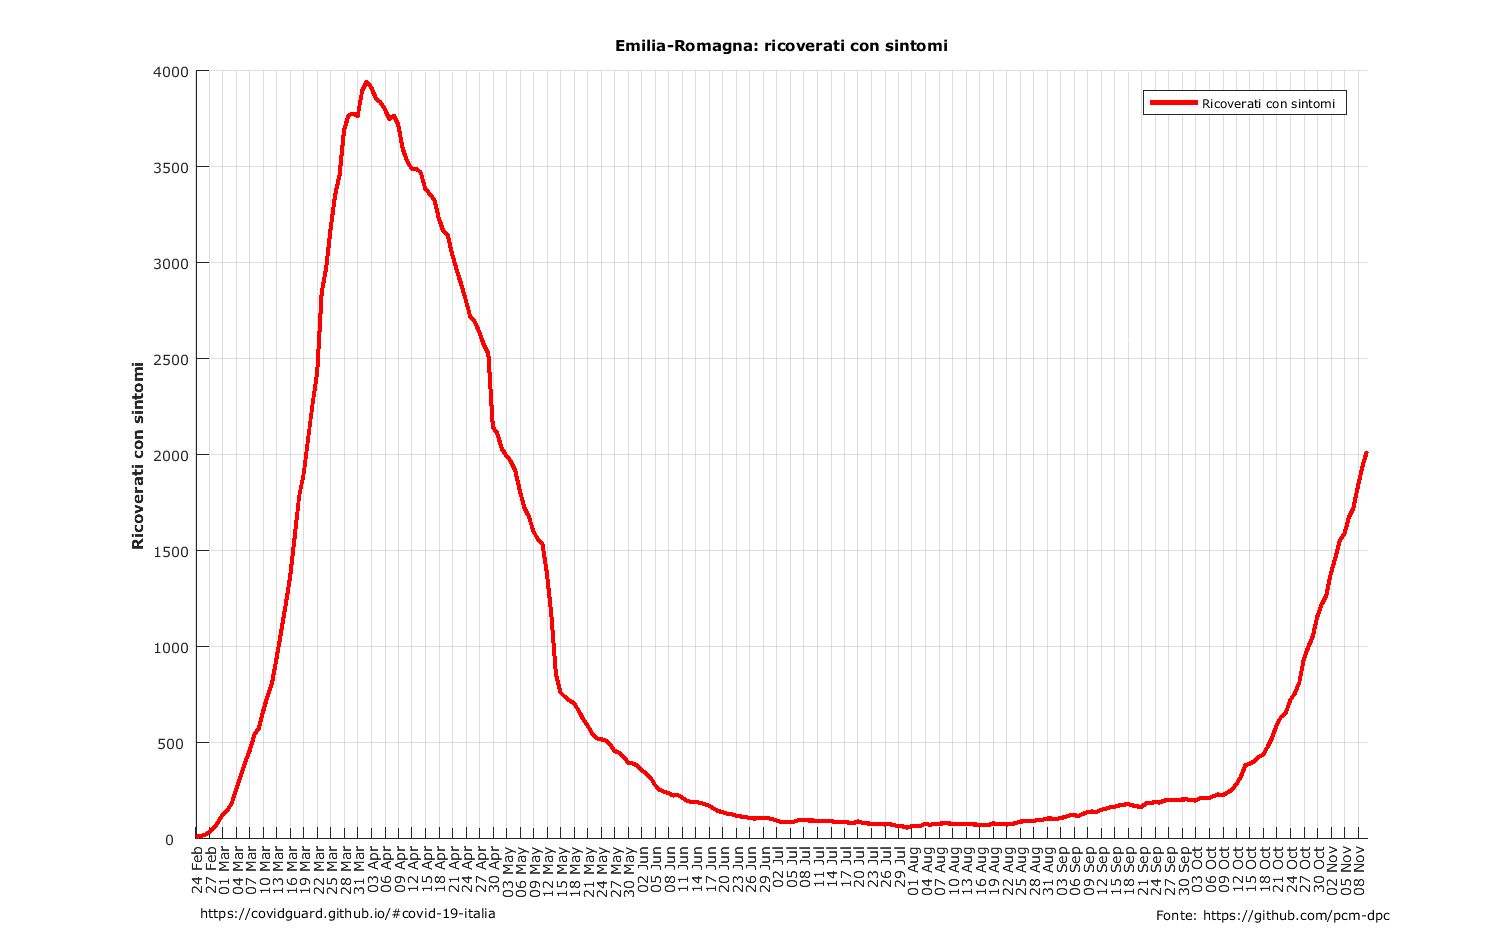 Emilia-Romagna: ricoverati con sintomi
Ricoverati con sintomi
4000
3500
3000
2500
2000
1500
1000
500
0
Ricoverati con sintomi
24 Feb
27 Feb
01 Mar
04 Mar
07 Mar
10 Mar
13 Mar
16 Mar
19 Mar
22 Mar
25 Mar
28 Mar
31 Mar
03 Apr
06 Apr
09 Apr
12 Apr
15 Apr
18 Apr
21 Apr
24 Apr
27 Apr
30 Apr
03 May
06 May
09 May
12 May
15 May
18 May
21 May
24 May
27 May
30 May
02 Jun
05 Jun
08 Jun
11 Jun
14 Jun
17 Jun
20 Jun
23 Jun
26 Jun
29 Jun
02 Jul
05 Jul
08 Jul
11 Jul
14 Jul
17 Jul
20 Jul
23 Jul
26 Jul
29 Jul
01 Aug
04 Aug
07 Aug
10 Aug
13 Aug
16 Aug
19 Aug
22 Aug
25 Aug
28 Aug
31 Aug
03 Sep
06 Sep
09 Sep
12 Sep
15 Sep
18 Sep
21 Sep
24 Sep
27 Sep
30 Sep
03 Oct
06 Oct
09 Oct
12 Oct
15 Oct
18 Oct
21 Oct
24 Oct
27 Oct
30 Oct
02 Nov
05 Nov
08 Nov
https://covidguard.github.io/#covid-19-italia
Fonte: https://github.com/pcm-dpc